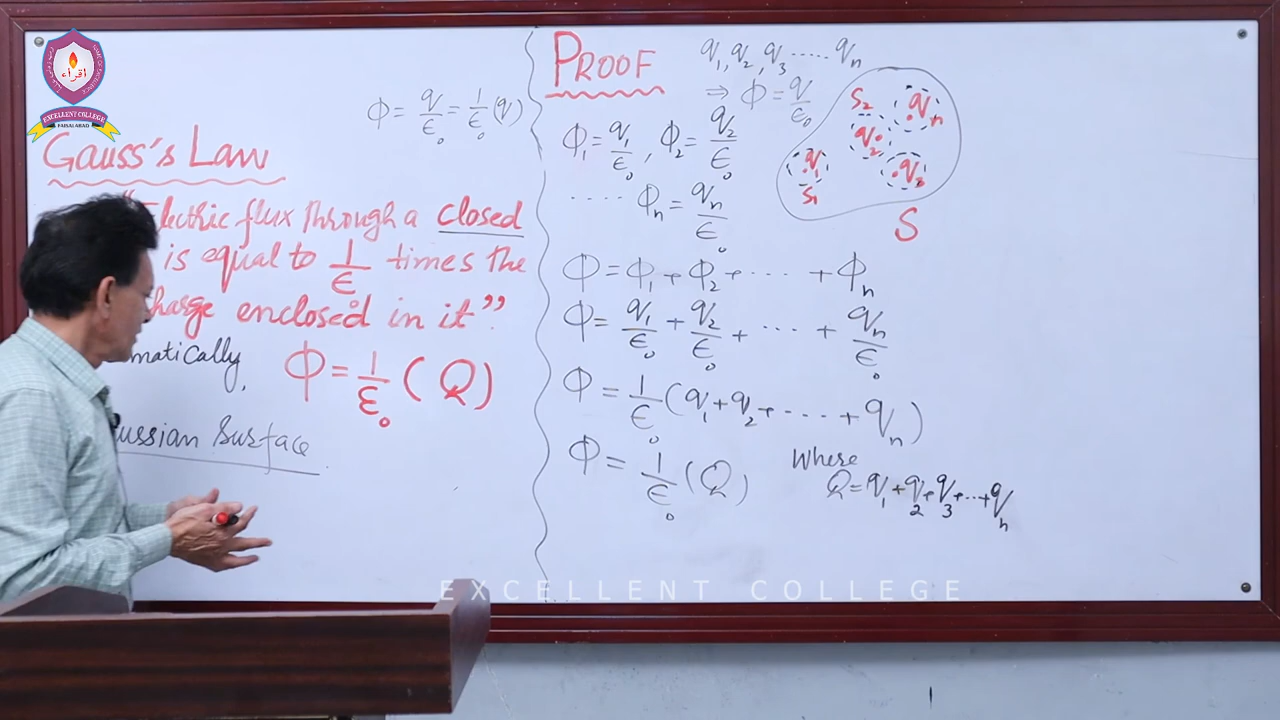 اقراء
EXCELLENT COLLEGE
FAISALABAD
Φ = q/ε₀ = 1/ε₀ (q)
Gauss's Law
"Electric flux through a closed
is equal to 1/ε₀ times the
charge enclosed in it".
matically, Φ = 1/ε₀ (Q)
ussian Surface
PROOF q₁, q₂, q₃ ..... qₙ
⇒ Φ = q/ε₀
Φ₁ = q₁/ε₀, Φ₂ = q₂/ε₀
.... Φₙ = qₙ/ε₀
S₂ qₙ
q₂
q₁ q₃
S₁
S
Φ = Φ₁ + Φ₂ + ... + Φₙ
Φ = q₁/ε₀ + q₂/ε₀ + ... + qₙ/ε₀
Φ = 1/ε₀ (q₁ + q₂ + .... + qₙ)
Φ = 1/ε₀ (Q) Where
Q = q₁ + q₂ + q₃ + ... + qₙ
EXCELLENT COLLEGE